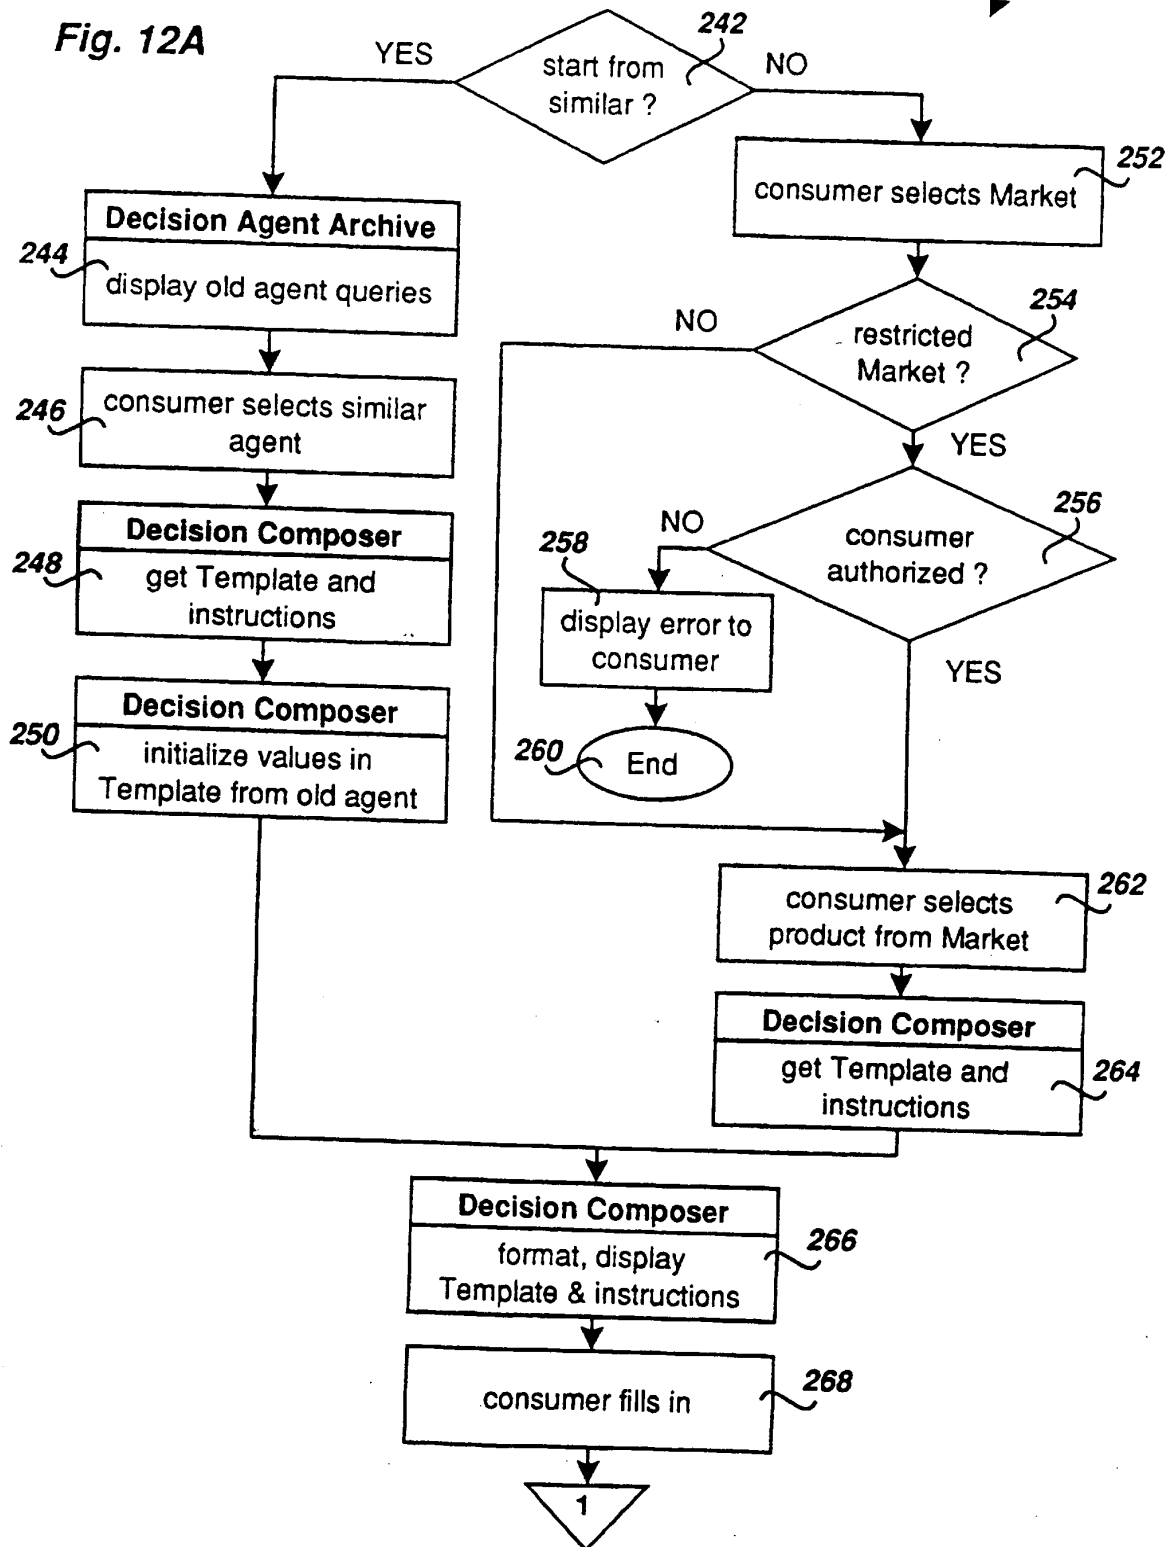 Fig. 12A
YES
start from
similar ?
242
NO
252
consumer selects Market
Decision Agent Archive
244
display old agent queries
NO
restricted
Market ?
254
YES
246
consumer selects similar
agent
Decision Composer
248
get Template and
instructions
NO
258
consumer
authorized ?
256
display error to
consumer
YES
Decision Composer
250
initialize values in
Template from old agent
260
End
262
consumer selects
product from Market
Decision Composer
264
get Template and
instructions
Decision Composer
266
format, display
Template & instructions
268
consumer fills in
1